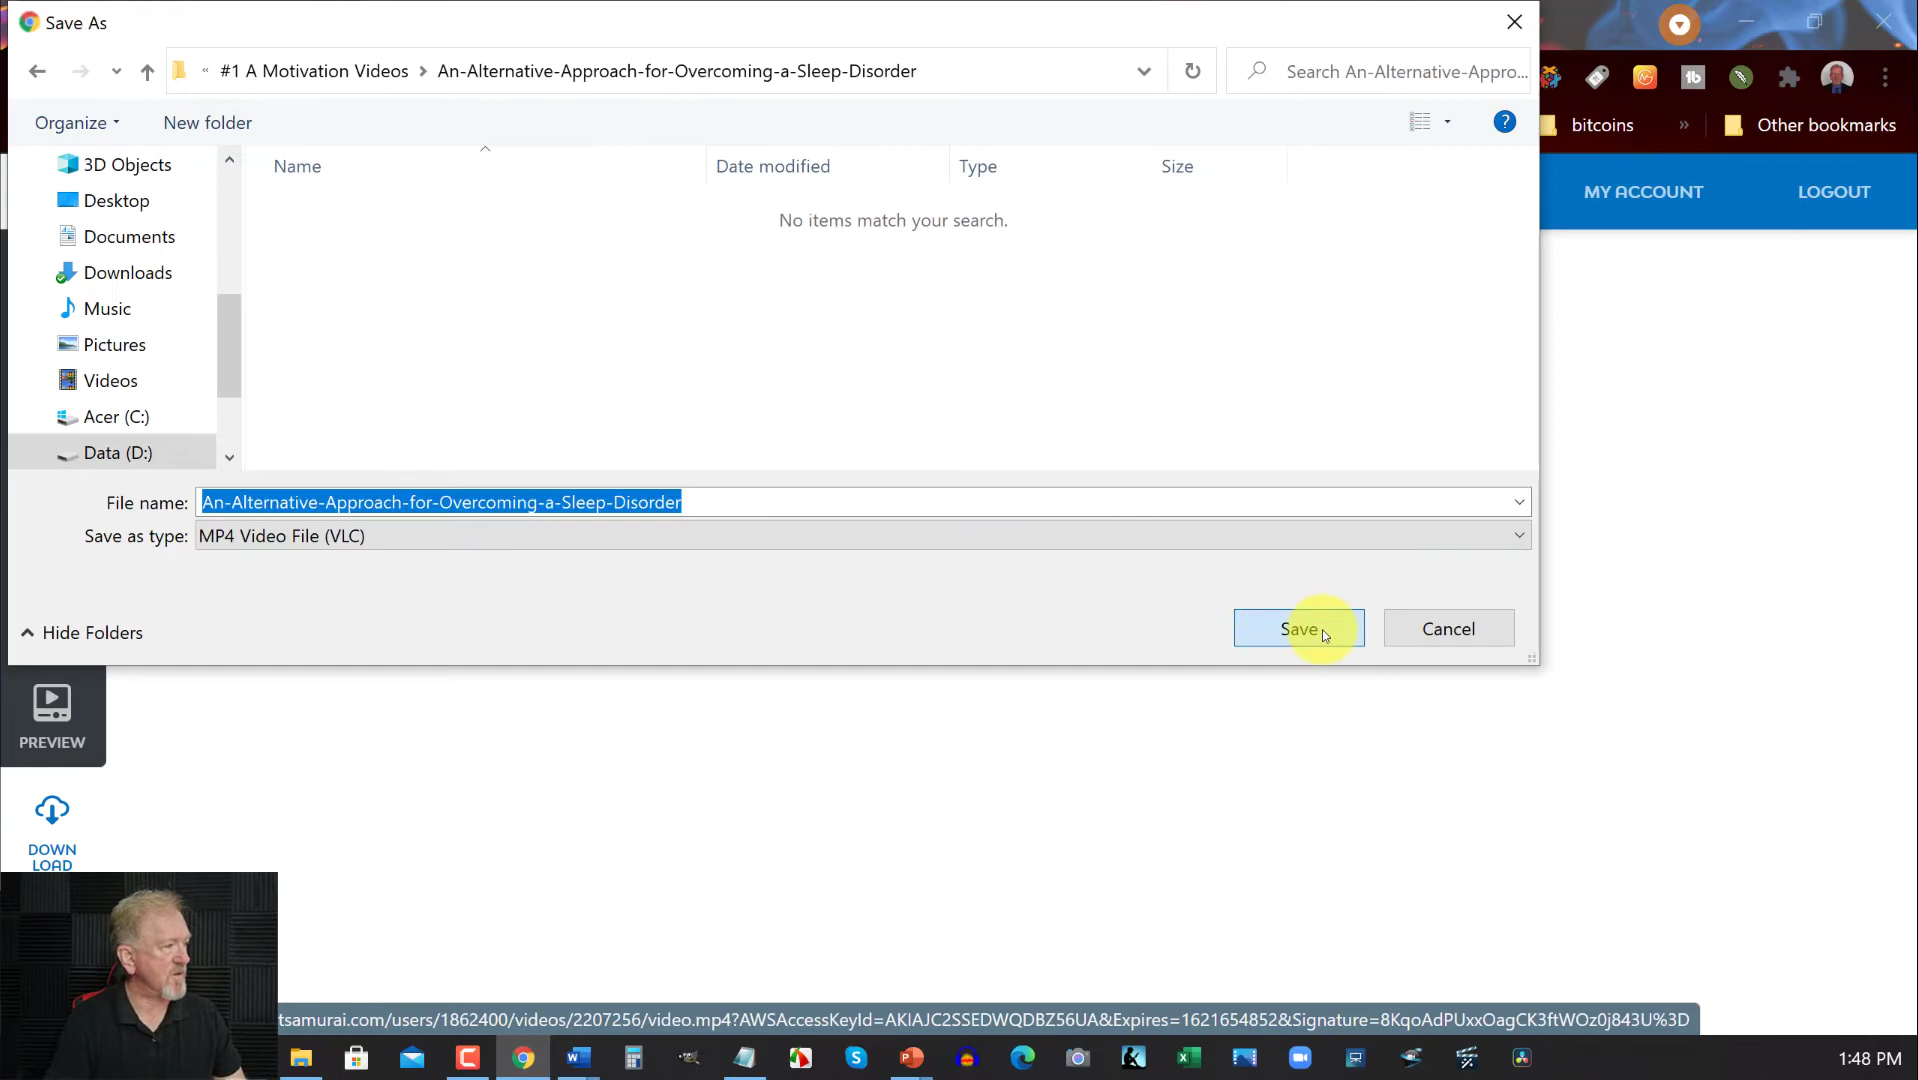 Save As
« #1 A Motivation Videos > An-Alternative-Approach-for-Overcoming-a-Sleep-Disorder
Search An-Alternative-Appro...
Organize
New folder
?
bitcoins
»
Other bookmarks
MY ACCOUNT
LOGOUT
Name
Date modified
Type
Size
No items match your search.
3D Objects
Desktop
Documents
Downloads
Music
Pictures
Videos
Acer (C:)
Data (D:)
File name:
An-Alternative-Approach-for-Overcoming-a-Sleep-Disorder
Save as type:
MP4 Video File (VLC)
Hide Folders
Save
Cancel
PREVIEW
DOWN
LOAD
tsamurai.com/users/1862400/videos/2207256/video.mp4?AWSAccessKeyId=AKIAJC2SSEDWQDBZ56UA&Expires=1621654852&Signature=8KqoAdPUxxOagCK3ftWOz0j843U%3D
1:48 PM